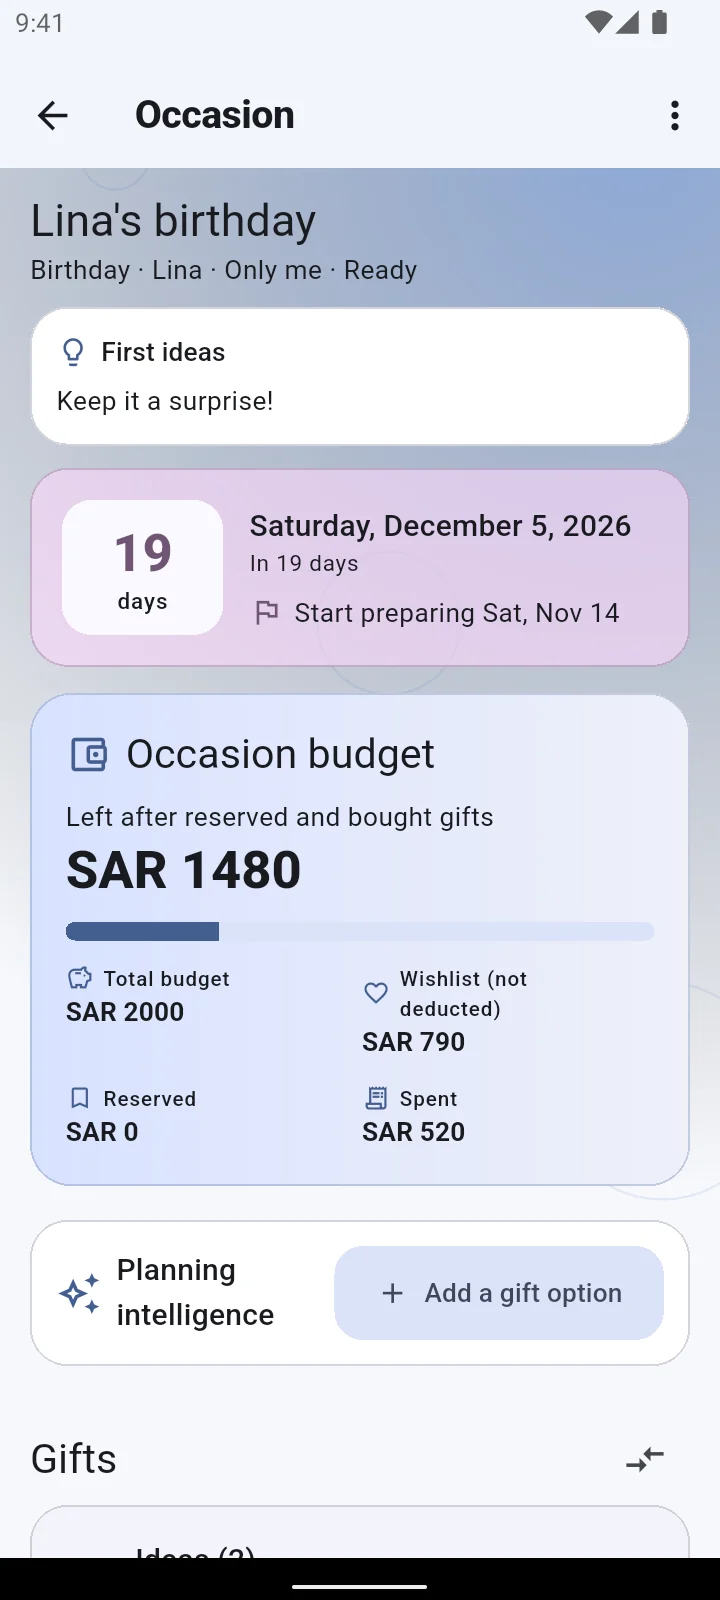 9:41
Occasion
Lina's birthday
Birthday · Lina · Only me · Ready
First ideas
Keep it a surprise!
19
days
Saturday, December 5, 2026
In 19 days
Start preparing Sat, Nov 14
Occasion budget
Left after reserved and bought gifts
SAR 1480
Total budget
SAR 2000
Wishlist (not
deducted)
SAR 790
Reserved
SAR 0
Spent
SAR 520
Planning
intelligence
Add a gift option
Gifts
Ideas